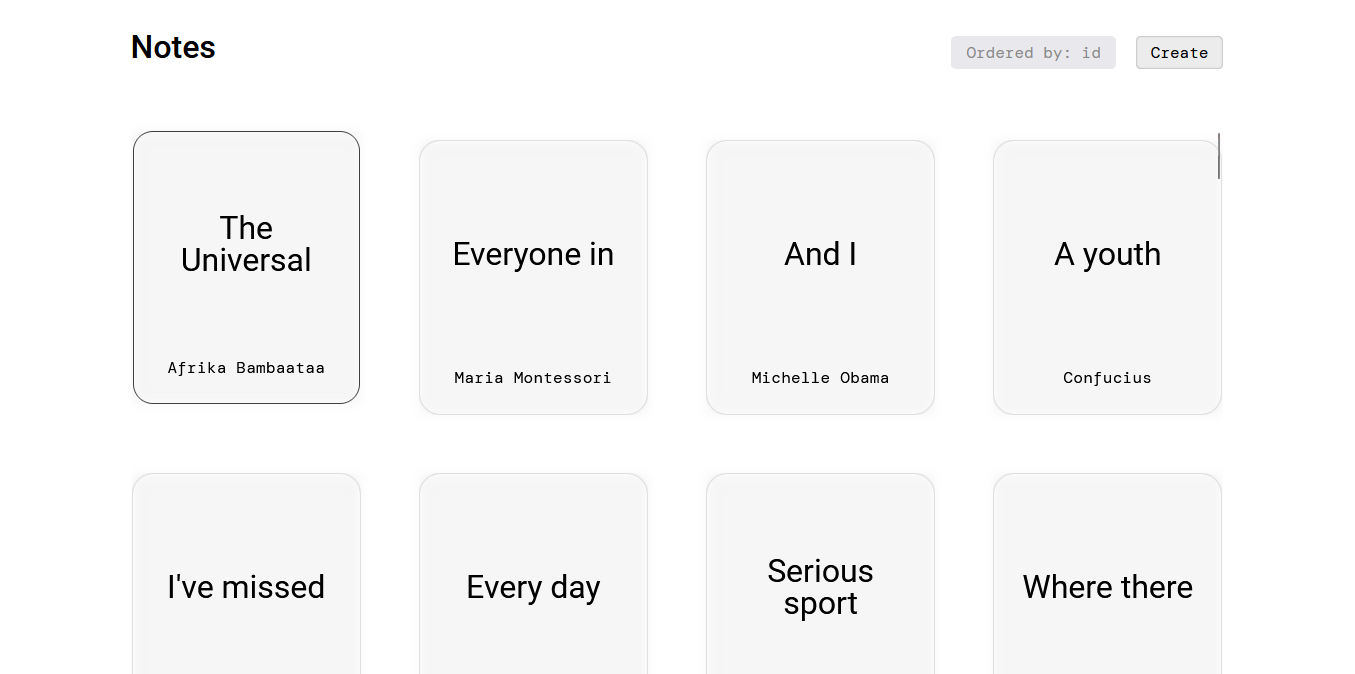 Notes
Ordered by: id
Create
The
Universal
Afrika Bambaataa
Everyone in
Maria Montessori
And I
Michelle Obama
A youth
Confucius
I've missed
Every day
Serious
sport
Where there